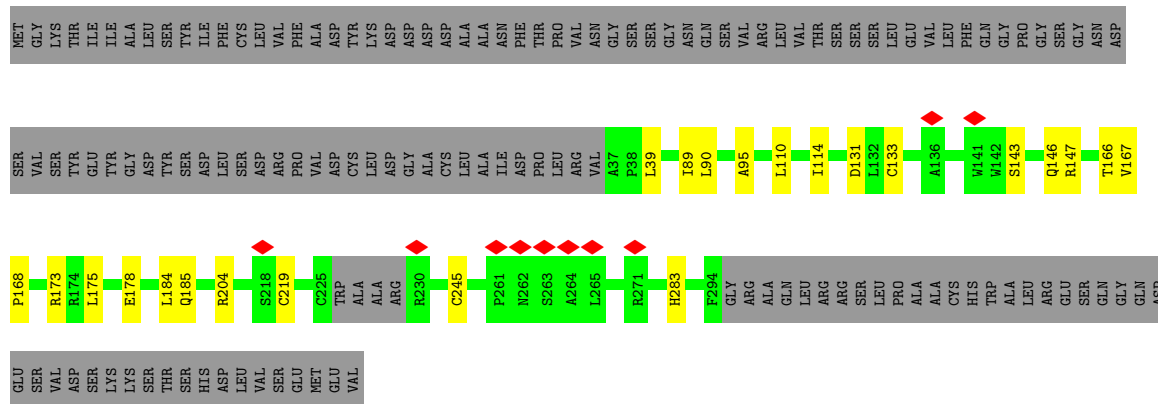 MET GLY LYS THR ILE ILE ALA LEU SER TYR ILE PHE CYS LEU VAL PHE ALA ASP TYR LYS ASP ASP ASP ASP ALA ALA ASN PHE THR PRO VAL ASN GLY SER SER GLY ASN GLN SER VAL ARG LEU VAL THR SER SER SER LEU GLU VAL LEU PHE GLN GLY PRO GLY SER GLY ASN ASP
SER VAL SER TYR GLU TYR GLY ASP TYR SER ASP LEU SER ASP ARG PRO VAL ASP CYS LEU ASP GLY ALA CYS LEU ALA ILE ASP PRO LEU ARG VAL A37 P38 L39 I89 L90 A95 L110 I114 D131 L132 C133 A136 W141 W142 S143 Q146 R147 T166 V167
P168 R173 R174 L175 E178 L184 Q185 R204 S218 C219 C225 TRP ALA ALA ARG R230 C245 P261 N262 S263 A264 L265 R271 H283 F294 GLY ARG ALA GLN LEU ARG ARG SER LEU PRO ALA ALA CYS HIS TRP ALA LEU ARG GLU SER GLN GLY GLN ASP
GLU SER VAL ASP SER LYS LYS SER THR SER HIS ASP LEU VAL SER GLU MET GLU VAL